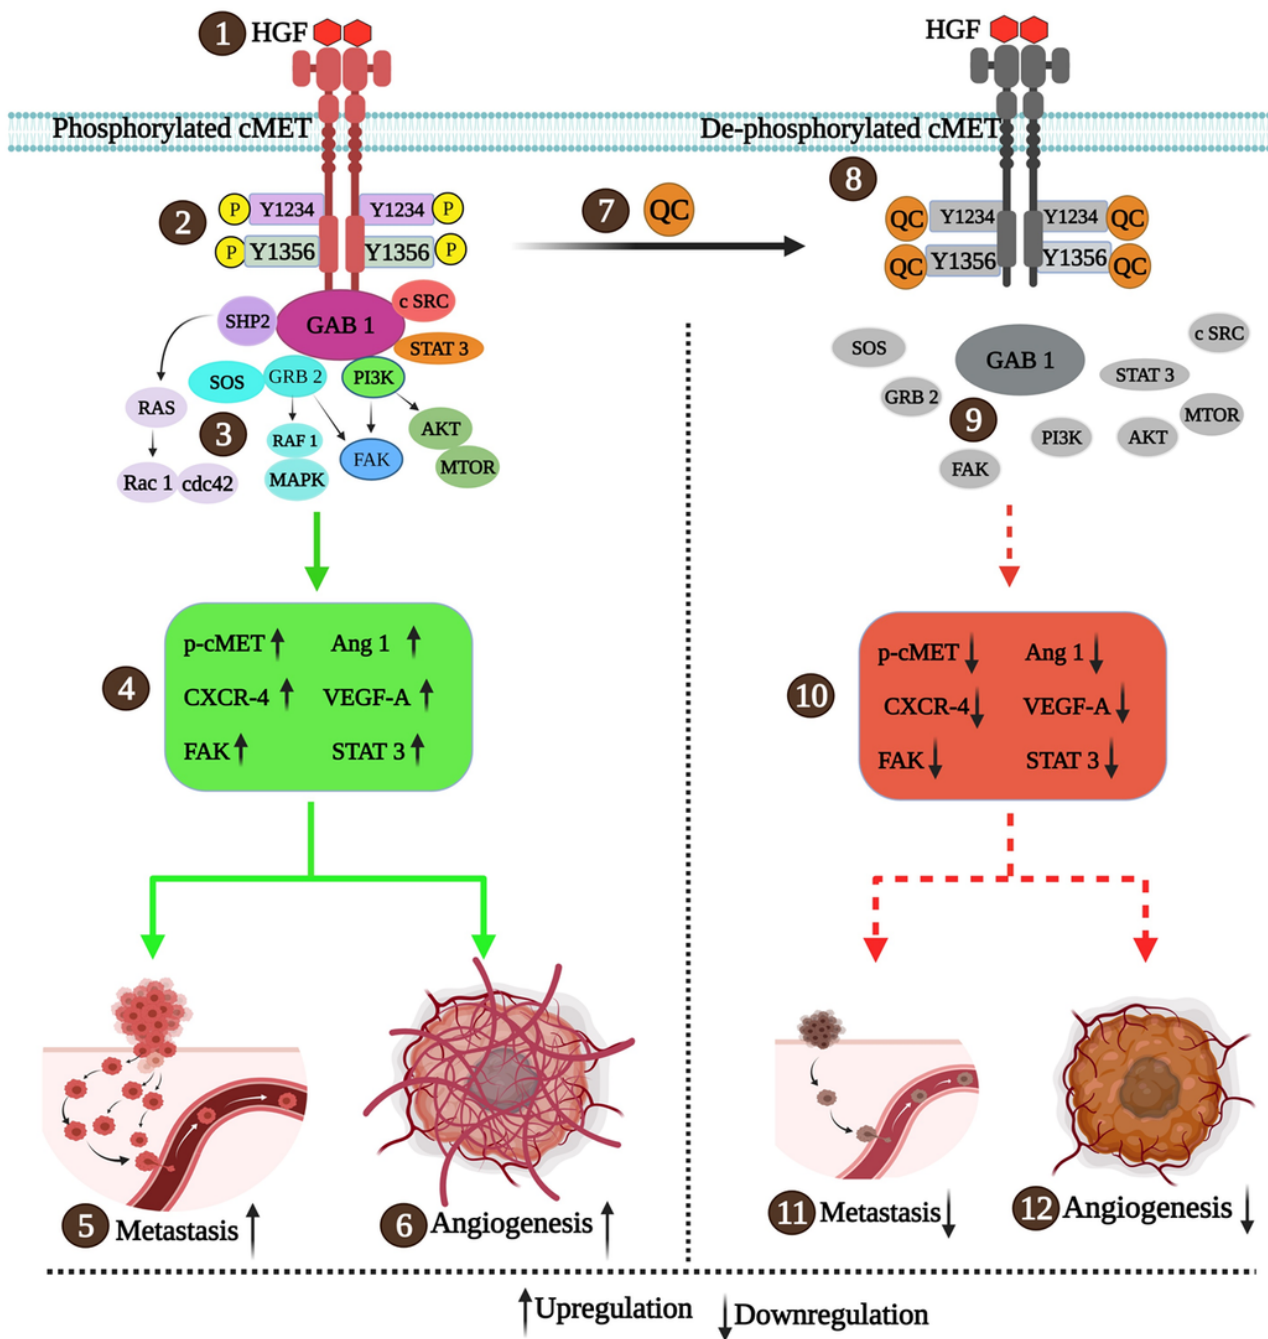 1 HGF
Phosphorylated cMET
2
P Y1234 Y1234 P
P Y1356 Y1356 P
GAB 1
c SRC
SHP2
STAT 3
SOS
GRB 2
PI3K
RAS
3
RAF 1
AKT
FAK
MAPK
MTOR
Rac 1
cdc42
4
p-cMET
Ang 1
CXCR-4
VEGF-A
FAK
STAT 3
5 Metastasis
6 Angiogenesis
7 QC
HGF
De-phosphorylated cMET
8
QC Y1234 Y1234 QC
QC Y1356 Y1356 QC
SOS
GAB 1
c SRC
STAT 3
GRB 2
9
MTOR
PI3K
AKT
FAK
10
p-cMET
Ang 1
CXCR-4
VEGF-A
FAK
STAT 3
11 Metastasis
12 Angiogenesis
Upregulation
Downregulation